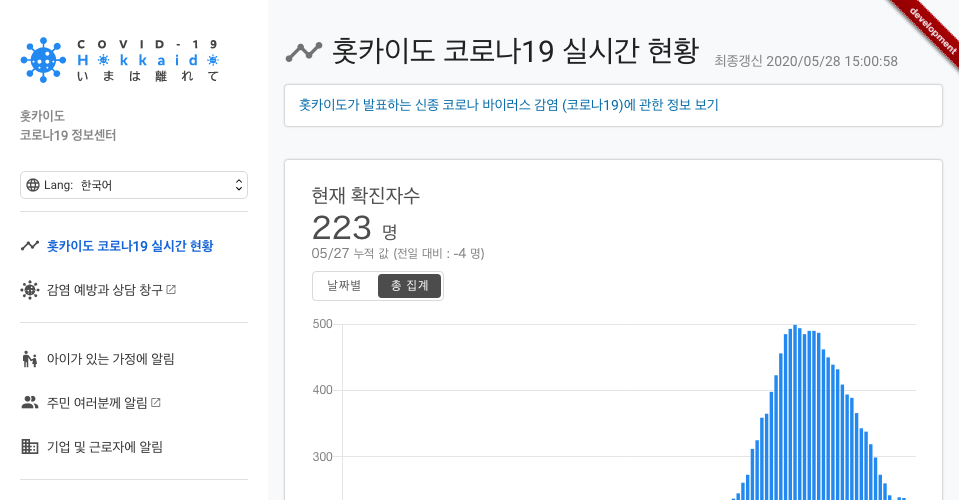 COVID-19
Hokkaido
いまは離れて
홋카이도
코로나19 정보센터
Lang: 한국어
홋카이도 코로나19 실시간 현황
감염 예방과 상담 창구
아이가 있는 가정에 알림
주민 여러분께 알림
기업 및 근로자에 알림
development
홋카이도 코로나19 실시간 현황
최종갱신 2020/05/28 15:00:58
홋카이도가 발표하는 신종 코로나 바이러스 감염 (코로나19)에 관한 정보 보기
현재 확진자수
223 명
05/27 누적 값 (전일 대비 : -4 명)
날짜별 총 집계
500
400
300